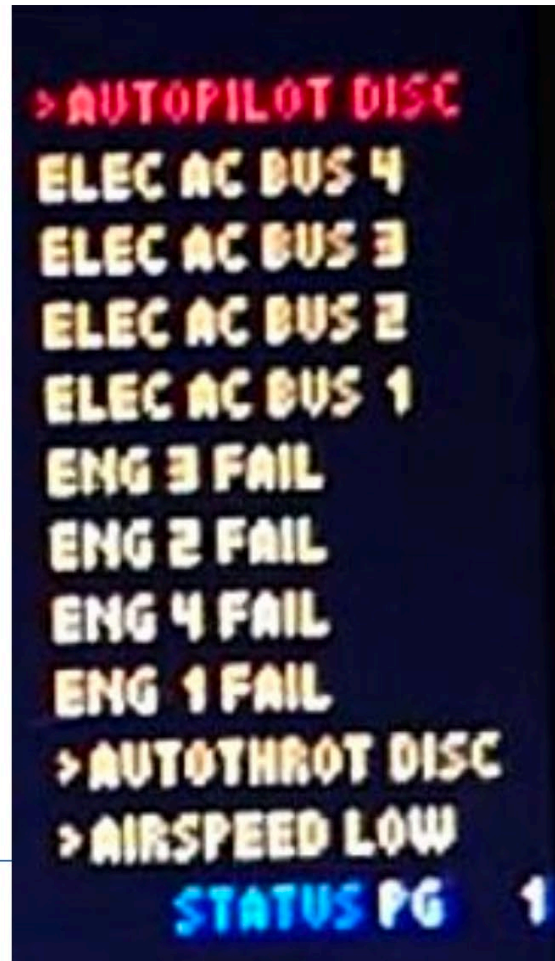 >AUTOPILOT DISC
ELEC AC BUS 4
ELEC AC BUS 3
ELEC AC BUS 2
ELEC AC BUS 1
ENG 3 FAIL
ENG 2 FAIL
ENG 4 FAIL
ENG 1 FAIL
>AUTOTHROT DISC
>AIRSPEED LOW
STATUS PG 1